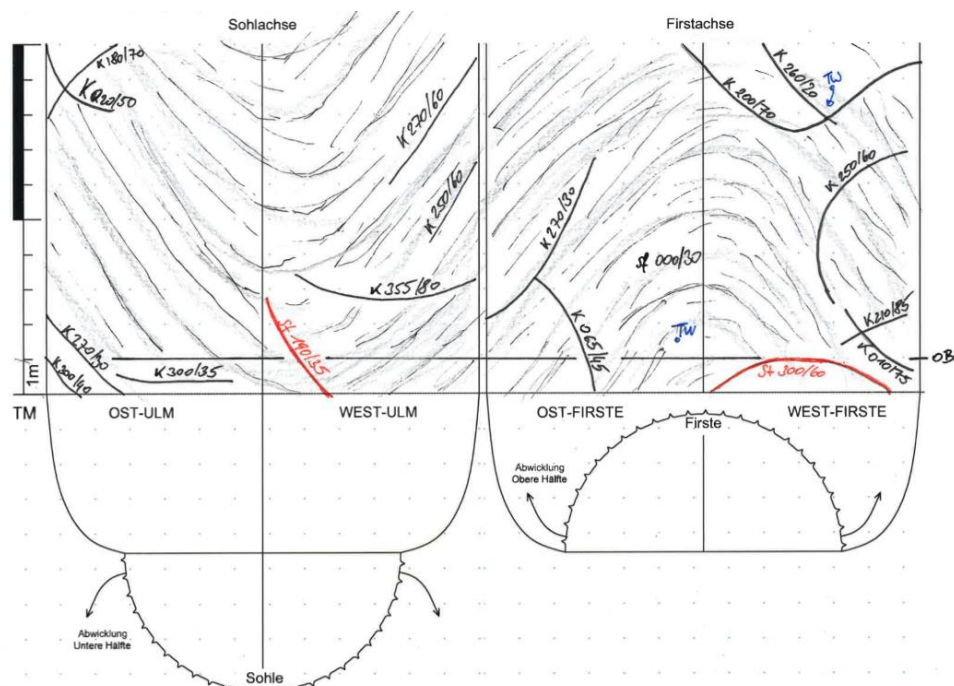 Sohlachse
Firstachse
K 180/70
K 020/50
K 270/60
K 250/60
K 355/80
St 190/35
K 270/30
K 300/40
K 300/35
K 200/70
K 260/20
TW
K 250/60
K 270/30
sf 000/30
K 065/45
TW
K 210/85
K 010/75
St 300/60
OB
1m
TM
OST-ULM
WEST-ULM
OST-FIRSTE
WEST-FIRSTE
Firste
Abwicklung
Obere Hälfte
Abwicklung
Untere Hälfte
Sohle